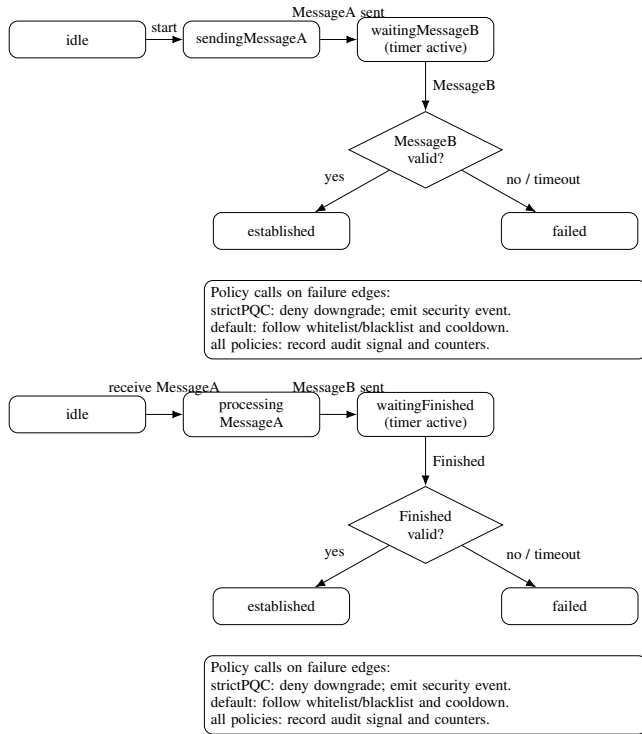 MessageA sent
start
idle
sendingMessageA
waitingMessageB
(timer active)
MessageB
MessageB
valid?
yes
no / timeout
established
failed
Policy calls on failure edges:
strictPQC: deny downgrade; emit security event.
default: follow whitelist/blacklist and cooldown.
all policies: record audit signal and counters.
receive MessageA
MessageB sent
idle
processing
MessageA
waitingFinished
(timer active)
Finished
Finished
valid?
yes
no / timeout
established
failed
Policy calls on failure edges:
strictPQC: deny downgrade; emit security event.
default: follow whitelist/blacklist and cooldown.
all policies: record audit signal and counters.